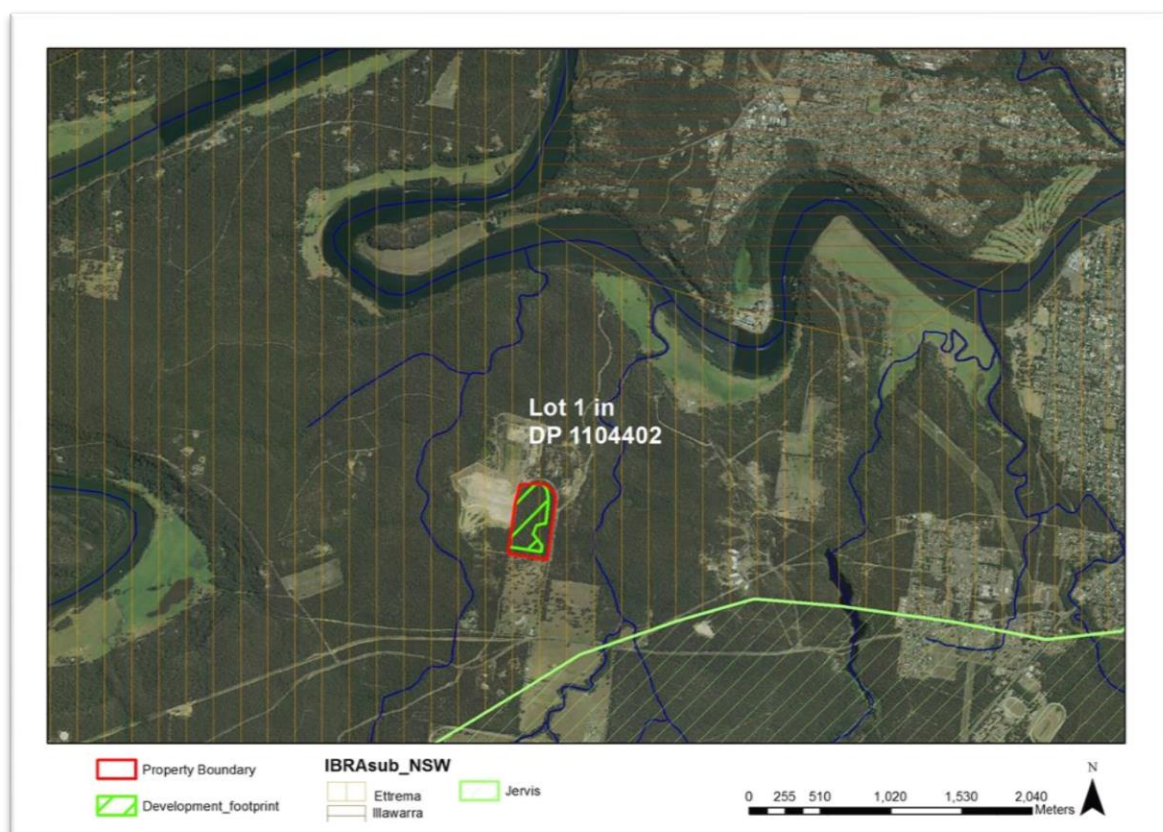 Lot 1 in
DP 1104402
Property Boundary
Development_footprint
IBRAsub_NSW
Ettrema
Illawarra
Jervis
0 255 510 1,020 1,530 2,040
Meters
N